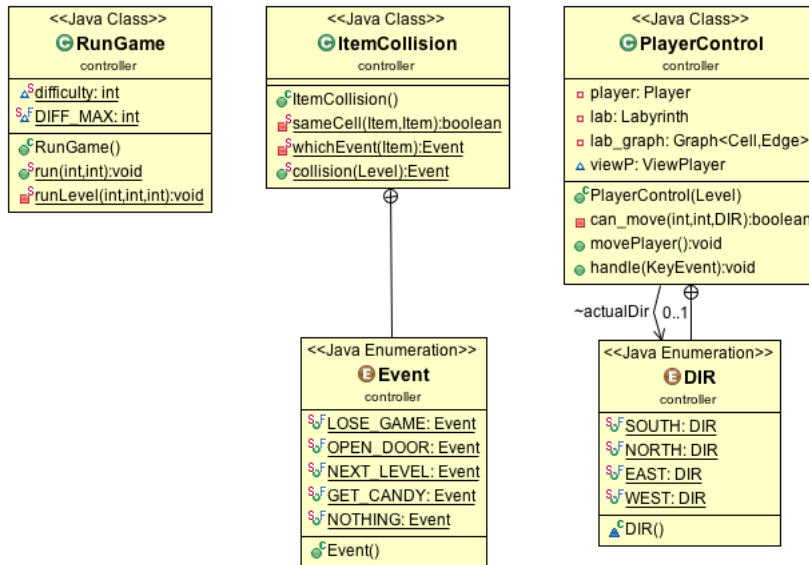 <<Java Class>>
RunGame
controller
difficulty: int
DIFF_MAX: int
RunGame()
run(int,int):void
runLevel(int,int,int):void
<<Java Class>>
ItemCollision
controller
ItemCollision()
sameCell(Item,Item):boolean
whichEvent(Item):Event
collision(Level):Event
<<Java Class>>
PlayerControl
controller
player: Player
lab: Labyrinth
lab_graph: Graph<Cell,Edge>
viewP: ViewPlayer
PlayerControl(Level)
can_move(int,int,DIR):boolean
movePlayer():void
handle(KeyEvent):void
~actualDir 0..1
<<Java Enumeration>>
Event
controller
LOSE_GAME: Event
OPEN_DOOR: Event
NEXT_LEVEL: Event
GET_CANDY: Event
NOTHING: Event
Event()
<<Java Enumeration>>
DIR
controller
SOUTH: DIR
NORTH: DIR
EAST: DIR
WEST: DIR
DIR()